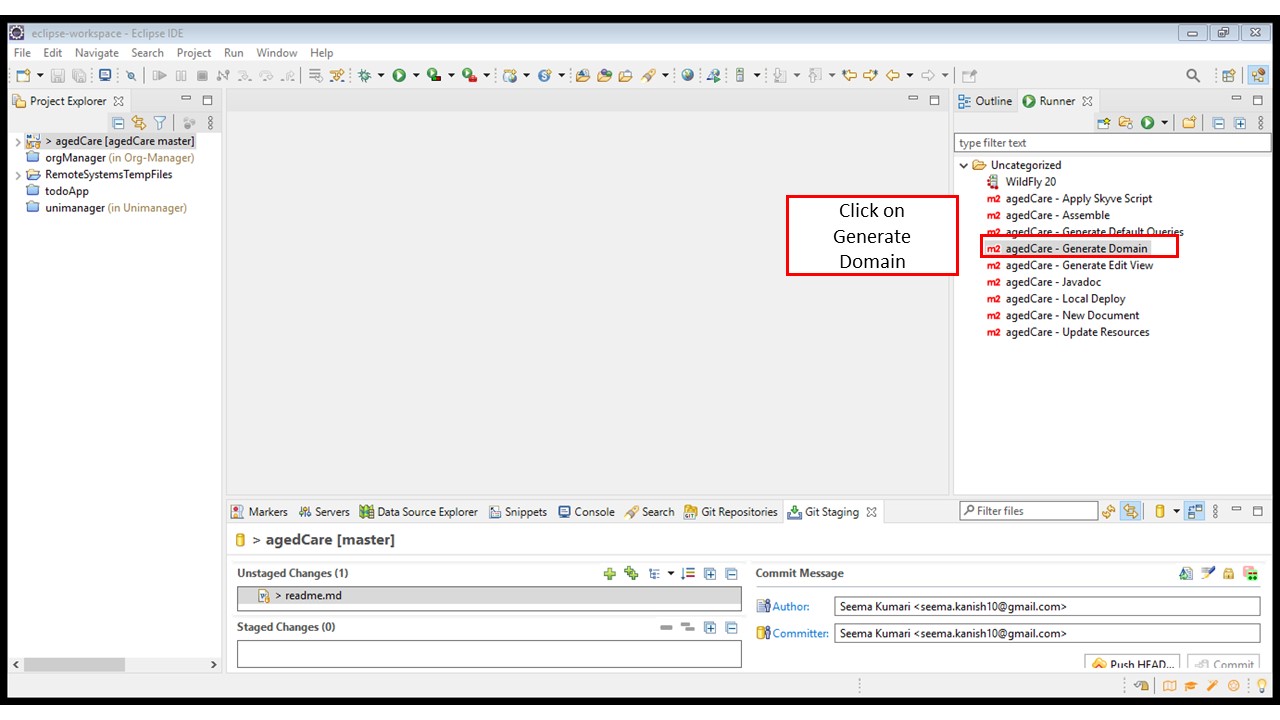 eclipse-workspace - Eclipse IDE
File Edit Navigate Search Project Run Window Help
Project Explorer
> agedCare [agedCare master]
orgManager (in Org-Manager)
RemoteSystemsTempFiles
todoApp
unimanager (in Unimanager)
Outline Runner
type filter text
Uncategorized
WildFly 20
m2 agedCare - Apply Skyve Script
m2 agedCare - Assemble
m2 agedCare - Generate Default Queries
m2 agedCare - Generate Domain
m2 agedCare - Generate Edit View
m2 agedCare - Javadoc
m2 agedCare - Local Deploy
m2 agedCare - New Document
m2 agedCare - Update Resources
Click on
Generate
Domain
Markers Servers Data Source Explorer Snippets Console Search Git Repositories Git Staging
Filter files
> agedCare [master]
Unstaged Changes (1)
> readme.md
Staged Changes (0)
Commit Message
Author: Seema Kumari <seema.kanish10@gmail.com>
Committer: Seema Kumari <seema.kanish10@gmail.com>
Push HEAD... Commit